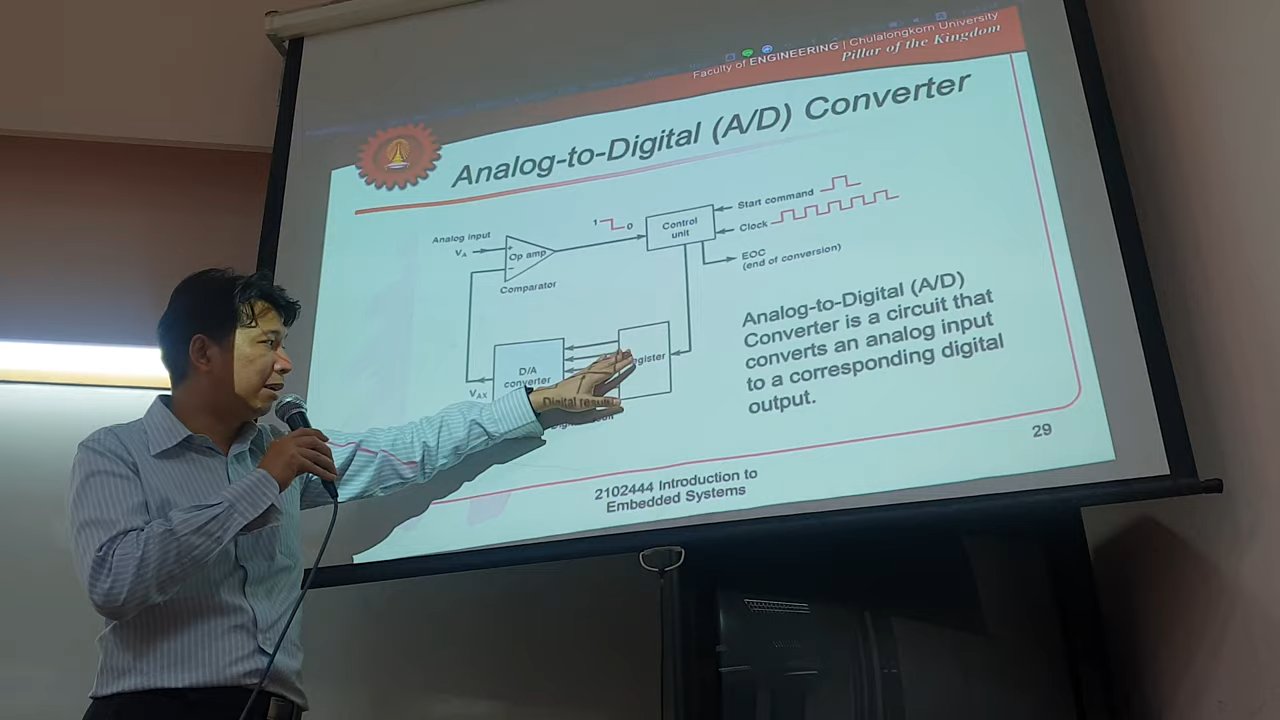 Faculty of ENGINEERING | Chulalongkorn University
Pillar of the Kingdom
Analog-to-Digital (A/D) Converter
Start command
1
0
Control
unit
Clock
Analog input
VA
+
Op amp
−
EOC
(end of conversion)
Comparator
Analog-to-Digital (A/D)
Converter is a circuit that
converts an analog input
to a corresponding digital
output.
D/A
converter
VAX
Digital result
29
2102444 Introduction to
Embedded Systems